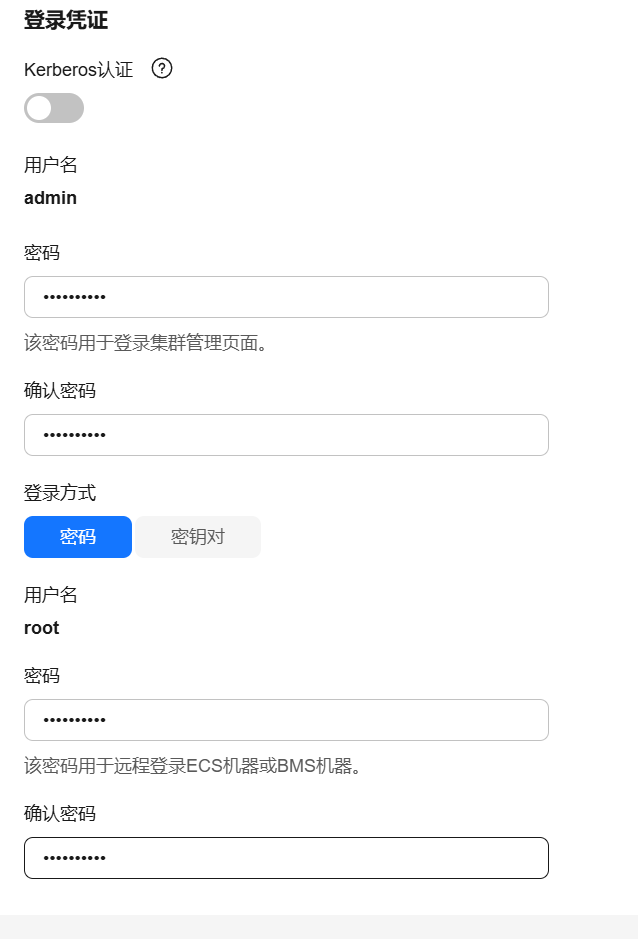 登录凭证
Kerberos认证 ?
用户名
admin
密码
••••••••••
该密码用于登录集群管理页面。
确认密码
••••••••••
登录方式
密码 密钥对
用户名
root
密码
••••••••••
该密码用于远程登录ECS机器或BMS机器。
确认密码
••••••••••